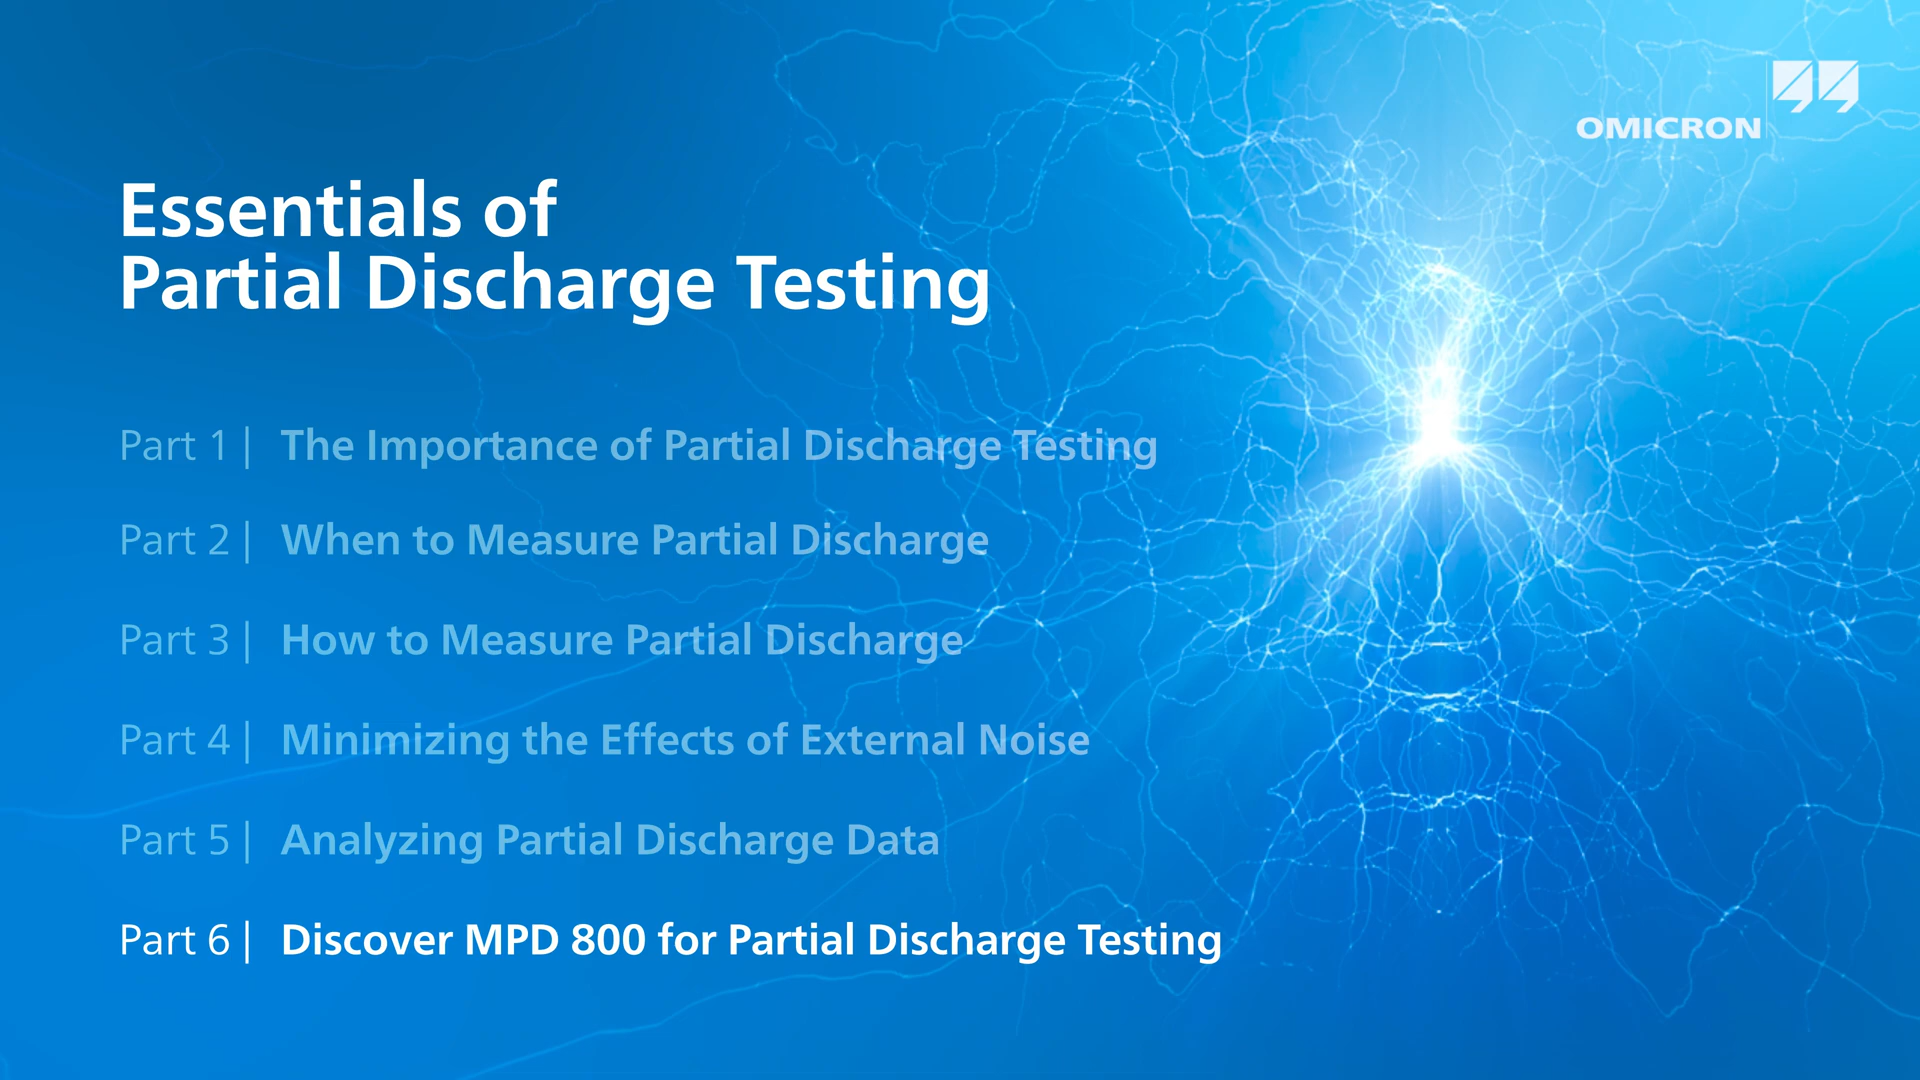 OMICRON
Essentials of
Partial Discharge Testing
Part 1 | The Importance of Partial Discharge Testing
Part 2 | When to Measure Partial Discharge
Part 3 | How to Measure Partial Discharge
Part 4 | Minimizing the Effects of External Noise
Part 5 | Analyzing Partial Discharge Data
Part 6 | Discover MPD 800 for Partial Discharge Testing